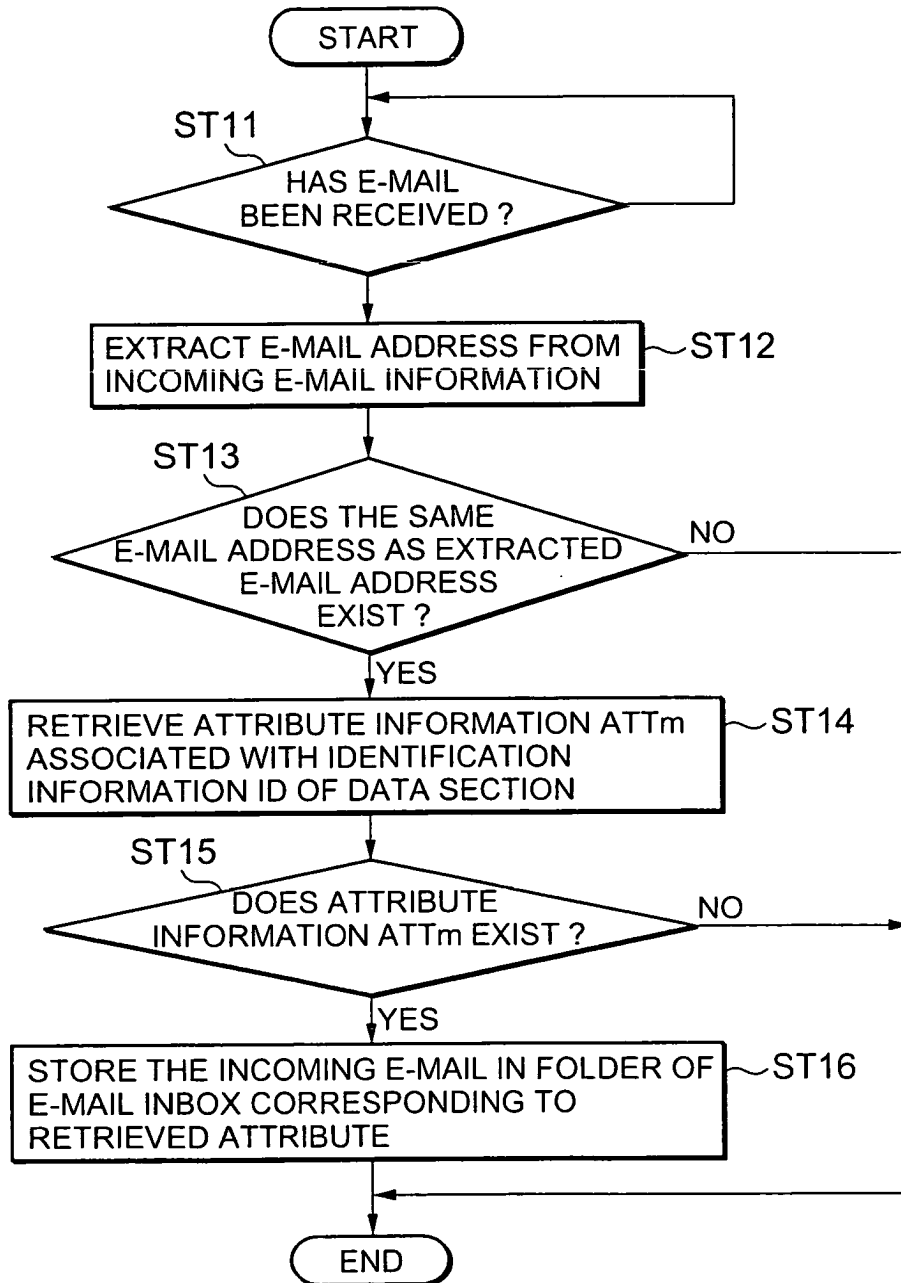 START
ST11
HAS E-MAIL
BEEN RECEIVED ?
EXTRACT E-MAIL ADDRESS FROM
INCOMING E-MAIL INFORMATION
ST12
ST13
DOES THE SAME
E-MAIL ADDRESS AS EXTRACTED
E-MAIL ADDRESS
EXIST ?
NO
YES
RETRIEVE ATTRIBUTE INFORMATION ATTm
ASSOCIATED WITH IDENTIFICATION
INFORMATION ID OF DATA SECTION
ST14
ST15
DOES ATTRIBUTE
INFORMATION ATTm EXIST ?
NO
YES
STORE THE INCOMING E-MAIL IN FOLDER OF
E-MAIL INBOX CORRESPONDING TO
RETRIEVED ATTRIBUTE
ST16
END